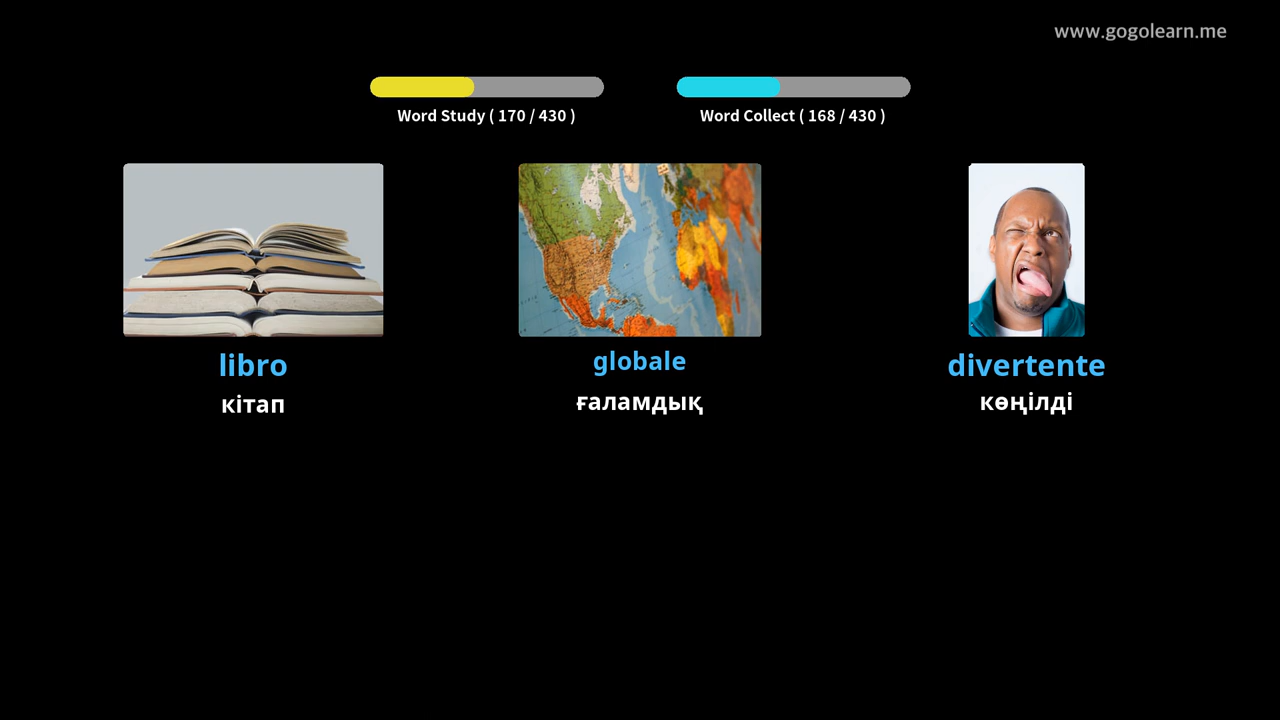 www.gogolearn.me
Word Study ( 170 / 430 )
Word Collect ( 168 / 430 )
libro
кітап
globale
ғаламдық
divertente
көңілді